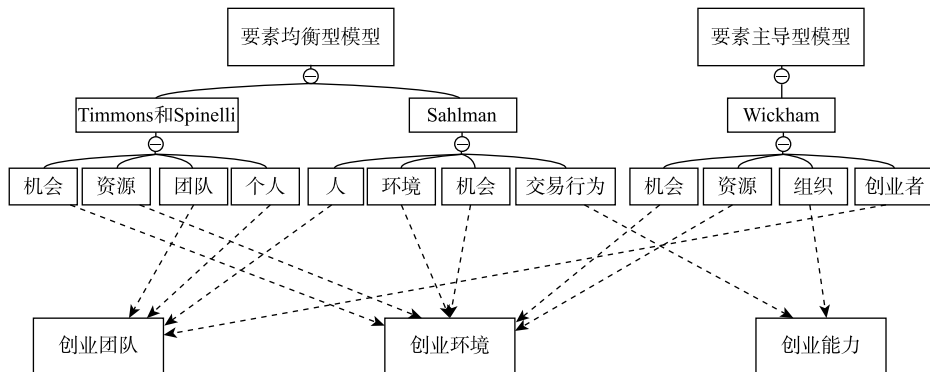 要素均衡型模型
要素主导型模型
Timmons和Spinelli
Sahlman
Wickham
机会
资源
团队
个人
人
环境
机会
交易行为
机会
资源
组织
创业者
创业团队
创业环境
创业能力